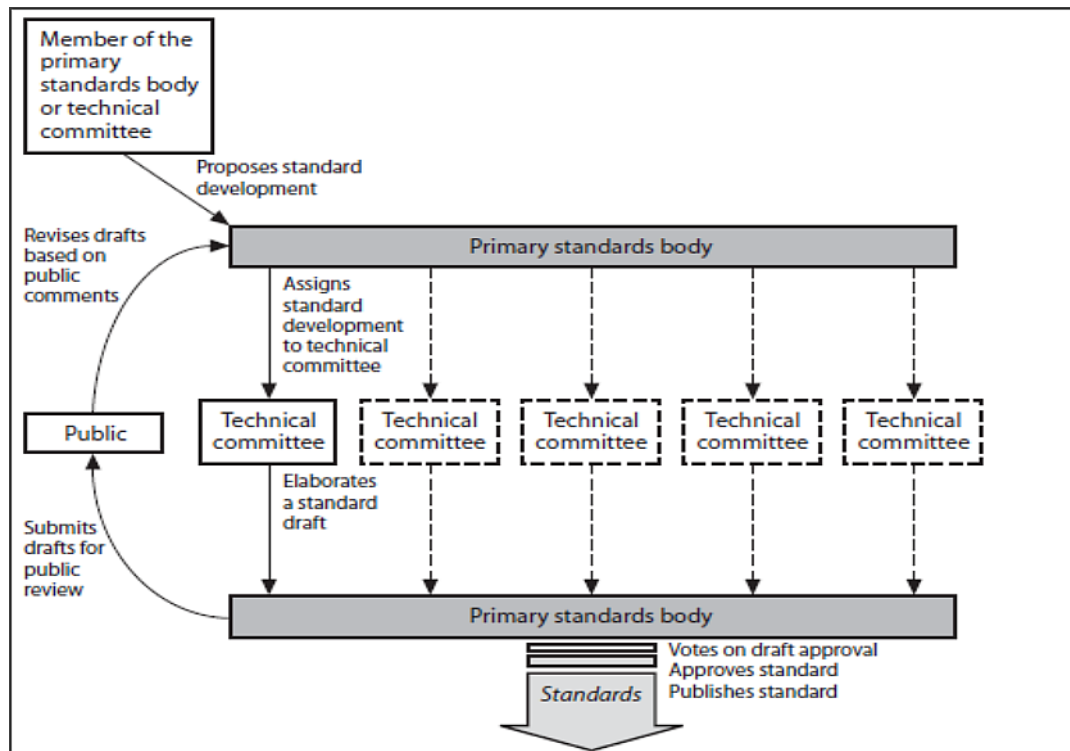 Member of the
primary
standards body
or technical
committee
Proposes standard
development
Revises drafts
based on
public
comments
Primary standards body
Assigns
standard
development
to technical
committee
Public
Technical
committee
Technical
committee
Technical
committee
Technical
committee
Technical
committee
Elaborates
a standard
draft
Submits
drafts for
public
review
Primary standards body
Votes on draft approval
Approves standard
Publishes standard
Standards